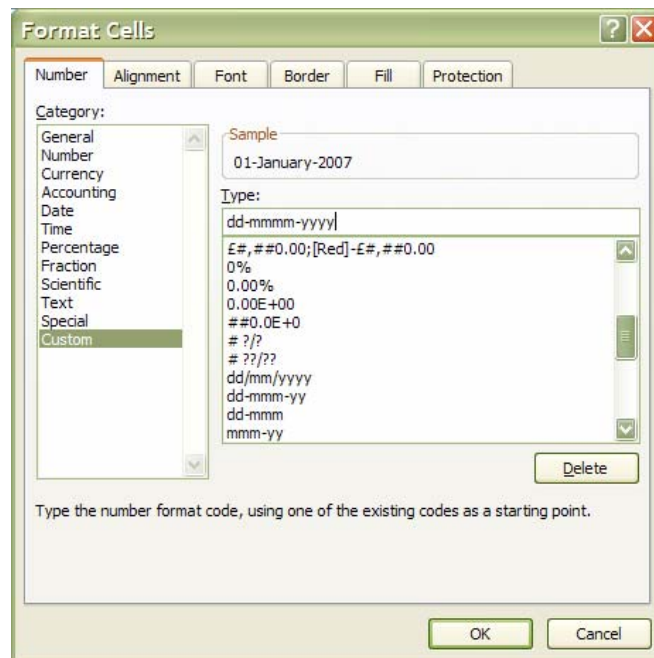 Format Cells
Number Alignment Font Border Fill Protection
Category:
General
Number
Currency
Accounting
Date
Time
Percentage
Fraction
Scientific
Text
Special
Custom
Sample
01-January-2007
Type:
dd-mmmm-yyyy
£#,##0.00;[Red]-£#,##0.00
0%
0.00%
0.00E+00
##0.0E+0
# ?/?
# ??/??
dd/mm/yyyy
dd-mmm-yy
dd-mmm
mmm-yy
Delete
Type the number format code, using one of the existing codes as a starting point.
OK Cancel